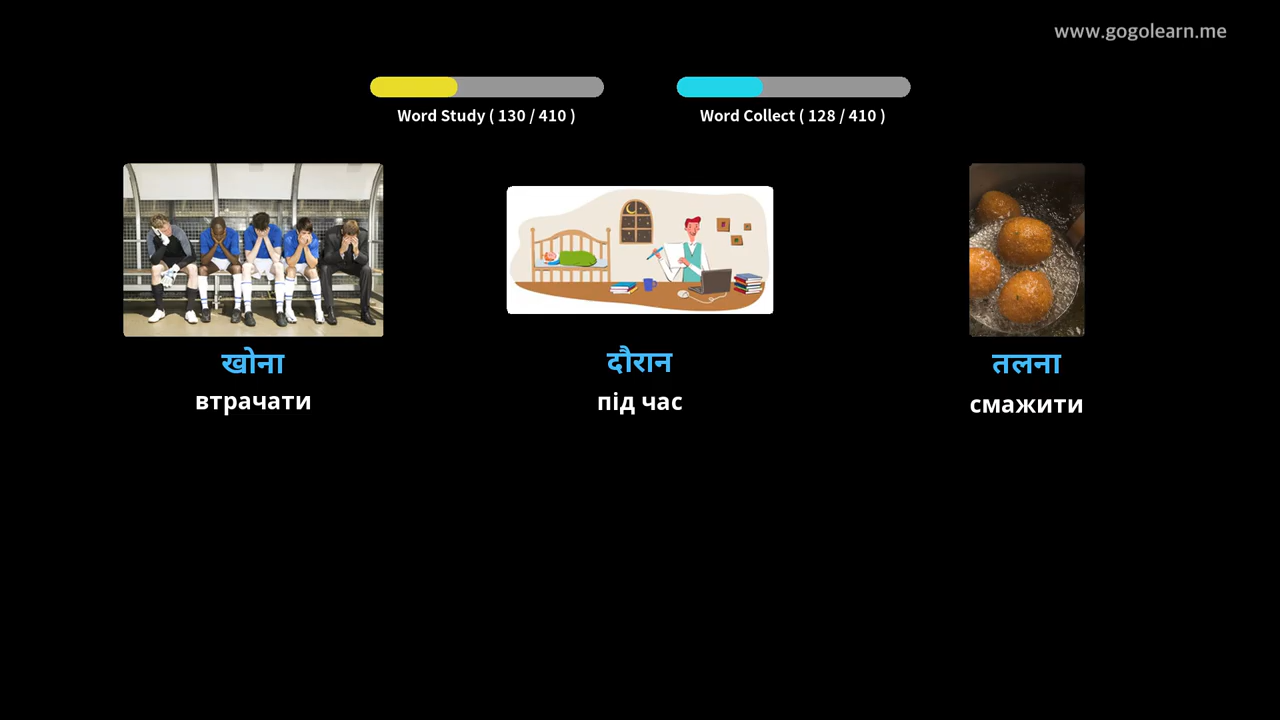 www.gogolearn.me
Word Study ( 130 / 410 )
Word Collect ( 128 / 410 )
खोना
दौरान
तलना
втрачати
під час
смажити